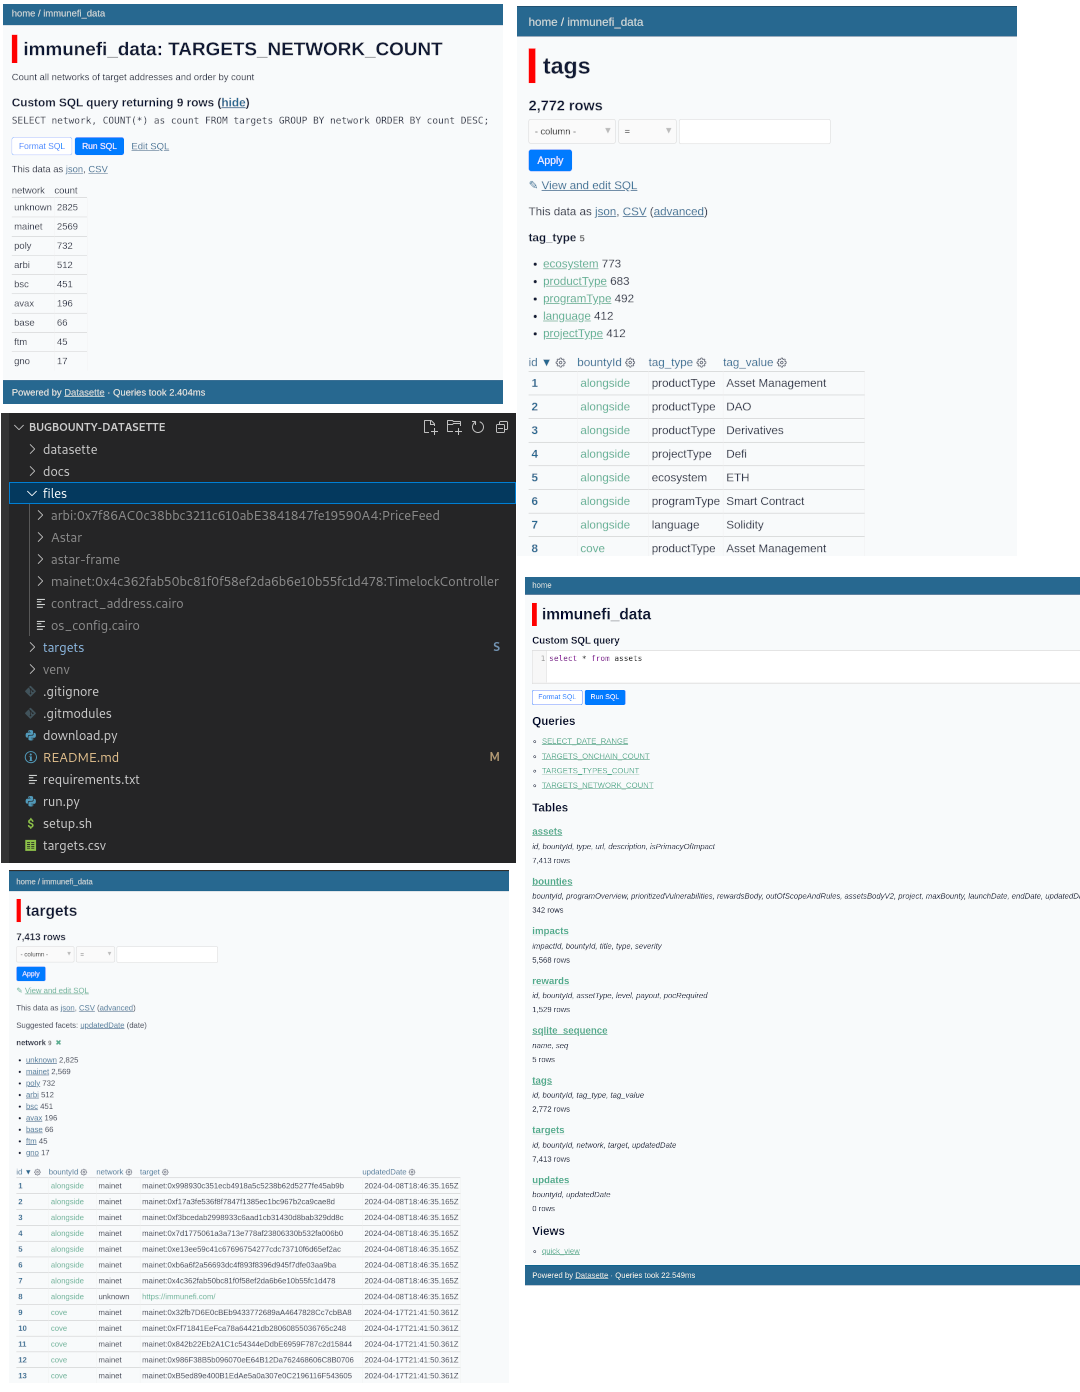 home / immunefi_data
immunefi_data: TARGETS_NETWORK_COUNT
Count all networks of target addresses and order by count
Custom SQL query returning 9 rows (hide)
SELECT network, COUNT(*) as count FROM targets GROUP BY network ORDER BY count DESC;
Format SQL Run SQL Edit SQL
This data as json, CSV
network count
unknown 2825
mainet 2569
poly 732
arbi 512
bsc 451
avax 196
base 66
ftm 45
gno 17
Powered by Datasette · Queries took 2.404ms
home / immunefi_data
tags
2,772 rows
- column - =
Apply
✎ View and edit SQL
This data as json, CSV (advanced)
tag_type 5
• ecosystem 773
• productType 683
• programType 492
• language 412
• projectType 412
id ▼ bountyId tag_type tag_value
1 alongside productType Asset Management
2 alongside productType DAO
3 alongside productType Derivatives
4 alongside projectType Defi
5 alongside ecosystem ETH
6 alongside programType Smart Contract
7 alongside language Solidity
8 cove productType Asset Management
BUGBOUNTY-DATASETTE
datasette
docs
files
arbi:0x7f86AC0c38bbc3211c610abE3841847fe19590A4:PriceFeed
Astar
astar-frame
mainet:0x4c362fab50bc81f0f58ef2da6b6e10b55fc1d478:TimelockController
contract_address.cairo
os_config.cairo
targets S
venv
.gitignore
.gitmodules
download.py
README.md M
requirements.txt
run.py
setup.sh
targets.csv
home
immunefi_data
Custom SQL query
1 select * from assets
Format SQL Run SQL
Queries
SELECT_DATE_RANGE
TARGETS_ONCHAIN_COUNT
TARGETS_TYPES_COUNT
TARGETS_NETWORK_COUNT
Tables
assets
id, bountyId, type, url, description, isPrimacyOfImpact
7,413 rows
bounties
bountyId, programOverview, prioritizedVulnerabilities, rewardsBody, outOfScopeAndRules, assetsBodyV2, project, maxBounty, launchDate, endDate, updatedDa
342 rows
impacts
impactId, bountyId, title, type, severity
5,568 rows
rewards
id, bountyId, assetType, level, payout, pocRequired
1,529 rows
sqlite_sequence
name, seq
5 rows
tags
id, bountyId, tag_type, tag_value
2,772 rows
targets
id, bountyId, network, target, updatedDate
7,413 rows
updates
bountyId, updatedDate
0 rows
Views
quick_view
Powered by Datasette · Queries took 22.549ms
home / immunefi_data
targets
7,413 rows
- column - =
Apply
✎ View and edit SQL
This data as json, CSV (advanced)
Suggested facets: updatedDate (date)
network 9 ✖
• unknown 2,825
• mainet 2,569
• poly 732
• arbi 512
• bsc 451
• avax 196
• base 66
• ftm 45
• gno 17
id ▼ bountyId network target updatedDate
1 alongside mainet mainet:0x998930c351ecb4918a5c5238b62d5277fe45ab9b 2024-04-08T18:46:35.165Z
2 alongside mainet mainet:0xf17a3fe536f8f7847f1385ec1bc967b2ca9cae8d 2024-04-08T18:46:35.165Z
3 alongside mainet mainet:0xf3bcedab2998933c6aad1cb31430d8bab329dd8c 2024-04-08T18:46:35.165Z
4 alongside mainet mainet:0x7d1775061a3a713e778af23806330b532fa006b0 2024-04-08T18:46:35.165Z
5 alongside mainet mainet:0xe13ee59c41c67696754277cdc73710f6d65ef2ac 2024-04-08T18:46:35.165Z
6 alongside mainet mainet:0xb6a6f2a56693dc4f893f8396d945f7dfe03aa9ba 2024-04-08T18:46:35.165Z
7 alongside mainet mainet:0x4c362fab50bc81f0f58ef2da6b6e10b55fc1d478 2024-04-08T18:46:35.165Z
8 alongside unknown https://immunefi.com/ 2024-04-08T18:46:35.165Z
9 cove mainet mainet:0x32fb7D6E0cBEb9433772689aA4647828Cc7cbBA8 2024-04-17T21:41:50.361Z
10 cove mainet mainet:0xFf71841EeFca78a64421db28060855036765c248 2024-04-17T21:41:50.361Z
11 cove mainet mainet:0x842b22Eb2A1C1c54344eDdbE6959F787c2d15844 2024-04-17T21:41:50.361Z
12 cove mainet mainet:0x986F38B5b096070eE64B12Da762468606C8B0706 2024-04-17T21:41:50.361Z
13 cove mainet mainet:0xB5ed89e400B1EdAe5a0a307e0C2196116F543605 2024-04-17T21:41:50.361Z